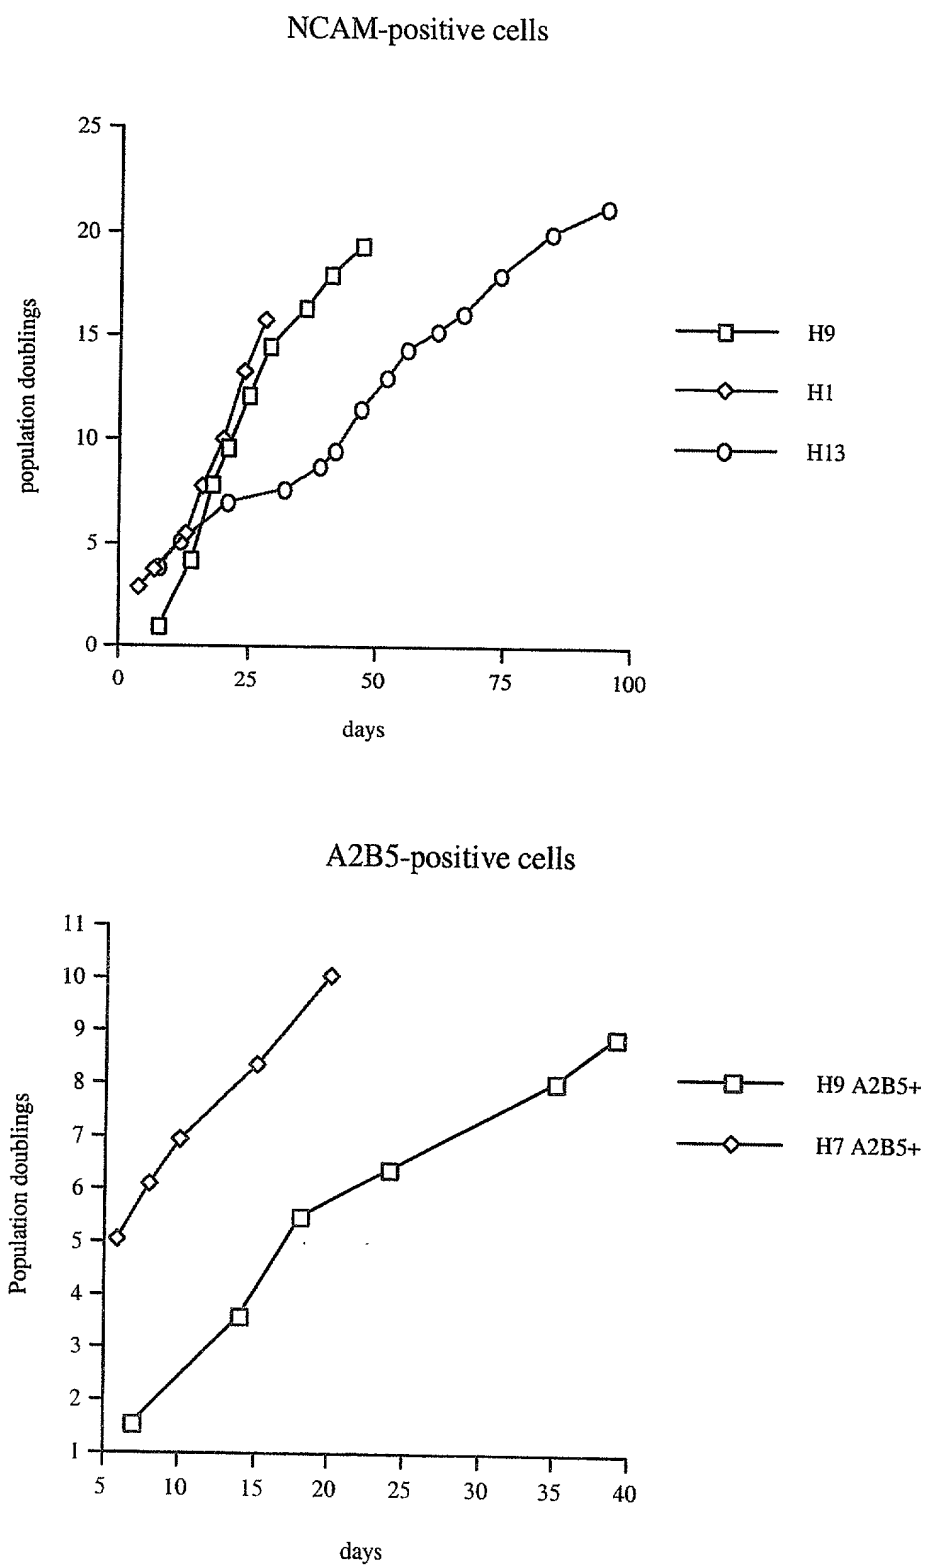 NCAM-positive cells
25
20
15
10
5
0
population doublings
0 25 50 75 100
days
H9
H1
H13
A2B5-positive cells
11
10
9
8
7
6
5
4
3
2
1
Population doublings
5 10 15 20 25 30 35 40
days
H9 A2B5+
H7 A2B5+